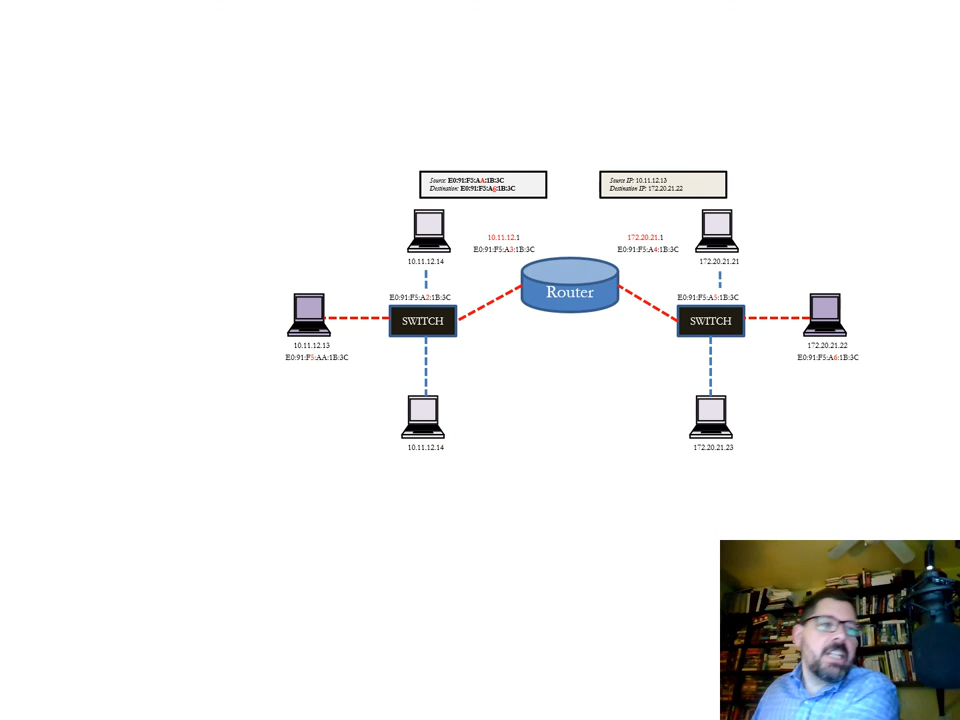 Source: E0:91:F5:AA:1B:3C
Destination: E0:91:F5:A6:1B:3C
Source IP: 10.11.12.13
Destination IP: 172.20.21.22
10.11.12.1
E0:91:F5:A3:1B:3C
172.20.21.1
E0:91:F5:A4:1B:3C
10.11.12.14
172.20.21.21
Router
E0:91:F5:A2:1B:3C
E0:91:F5:A5:1B:3C
SWITCH
SWITCH
10.11.12.13
E0:91:F5:AA:1B:3C
172.20.21.22
E0:91:F5:A6:1B:3C
10.11.12.14
172.20.21.23